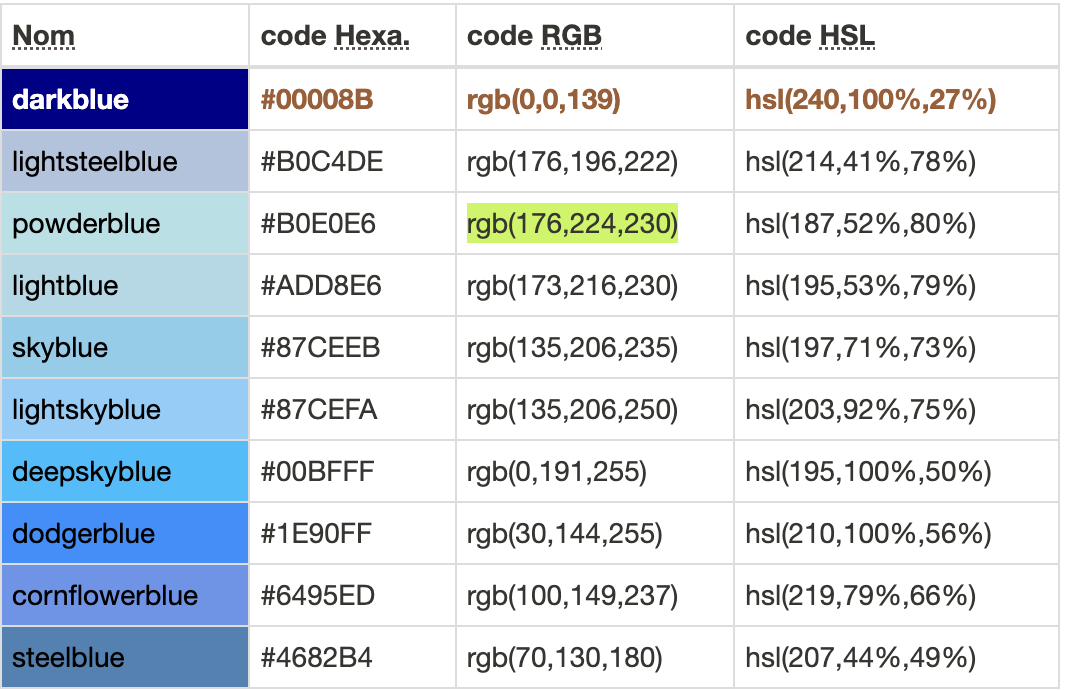 Nom code Hexa. code RGB code HSL
darkblue #00008B rgb(0,0,139) hsl(240,100%,27%)
lightsteelblue #B0C4DE rgb(176,196,222) hsl(214,41%,78%)
powderblue #B0E0E6 rgb(176,224,230) hsl(187,52%,80%)
lightblue #ADD8E6 rgb(173,216,230) hsl(195,53%,79%)
skyblue #87CEEB rgb(135,206,235) hsl(197,71%,73%)
lightskyblue #87CEFA rgb(135,206,250) hsl(203,92%,75%)
deepskyblue #00BFFF rgb(0,191,255) hsl(195,100%,50%)
dodgerblue #1E90FF rgb(30,144,255) hsl(210,100%,56%)
cornflowerblue #6495ED rgb(100,149,237) hsl(219,79%,66%)
steelblue #4682B4 rgb(70,130,180) hsl(207,44%,49%)